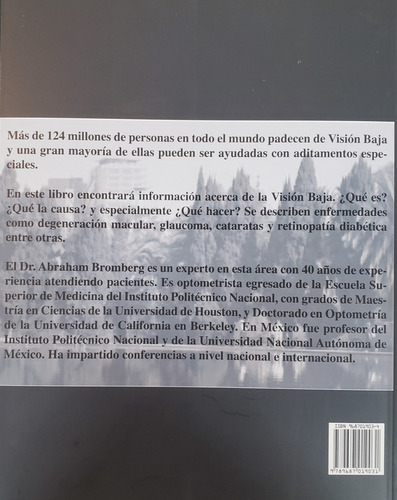 Más de 124 millones de personas en todo el mundo padecen de Visión Baja
y una gran mayoría de ellas pueden ser ayudadas con aditamentos espe-
ciales.
En este libro encontrará información acerca de la Visión Baja. ¿Qué es?
¿Qué la causa? y especialmente ¿Qué hacer? Se describen enfermedades
como degeneración macular, glaucoma, cataratas y retinopatía diabética
entre otras.
El Dr. Abraham Bromberg es un experto en esta área con 40 años de expe-
riencia atendiendo pacientes. Es optometrista egresado de la Escuela Su-
perior de Medicina del Instituto Politécnico Nacional, con grados de Maes-
tría en Ciencias de la Universidad de Houston, y Doctorado en Optometría
de la Universidad de California en Berkeley. En México fue profesor del
Instituto Politécnico Nacional y de la Universidad Nacional Autónoma de
México. Ha impartido conferencias a nivel nacional e internacional.
ISBN 968701903-4
9 789687 019031